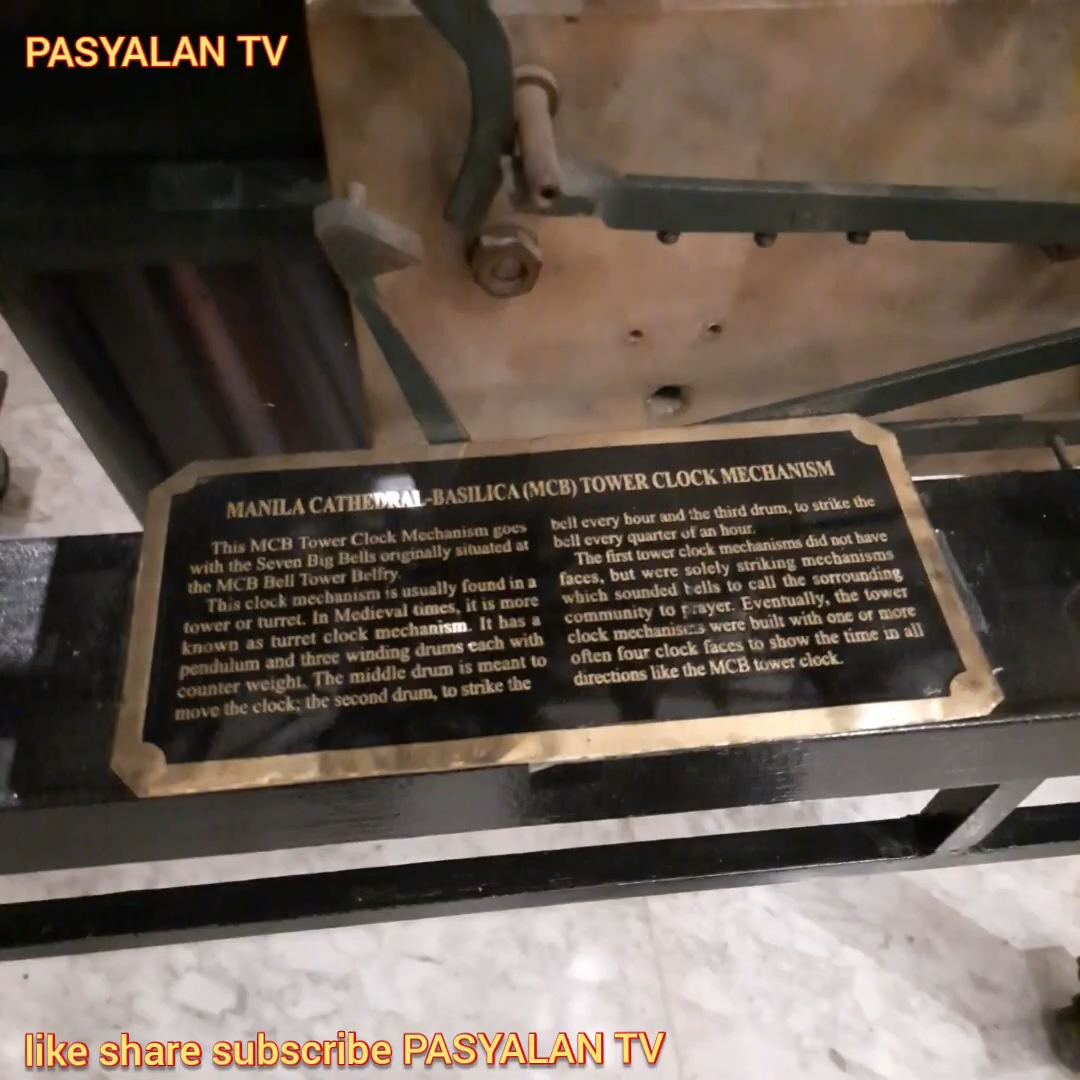 PASYALAN TV
MANILA CATHEDRAL-BASILICA (MCB) TOWER CLOCK MECHANISM
This MCB Tower Clock Mechanism goes
with the Seven Big Bells originally situated at
the MCB Bell Tower Belfry.
This clock mechanism is usually found in a
tower or turret. In Medieval times, it is more
known as turret clock mechanism. It has a
pendulum and three winding drums each with
counter weight. The middle drum is meant to
move the clock; the second drum, to strike the
bell every hour and the third drum, to strike the
bell every quarter of an hour.
The first tower clock mechanisms did not have
faces, but were solely striking mechanisms
which sounded bells to call the sorrounding
community to prayer. Eventually, the tower
clock mechanisms were built with one or more
often four clock faces to show the time in all
directions like the MCB tower clock.
like share subscribe PASYALAN TV